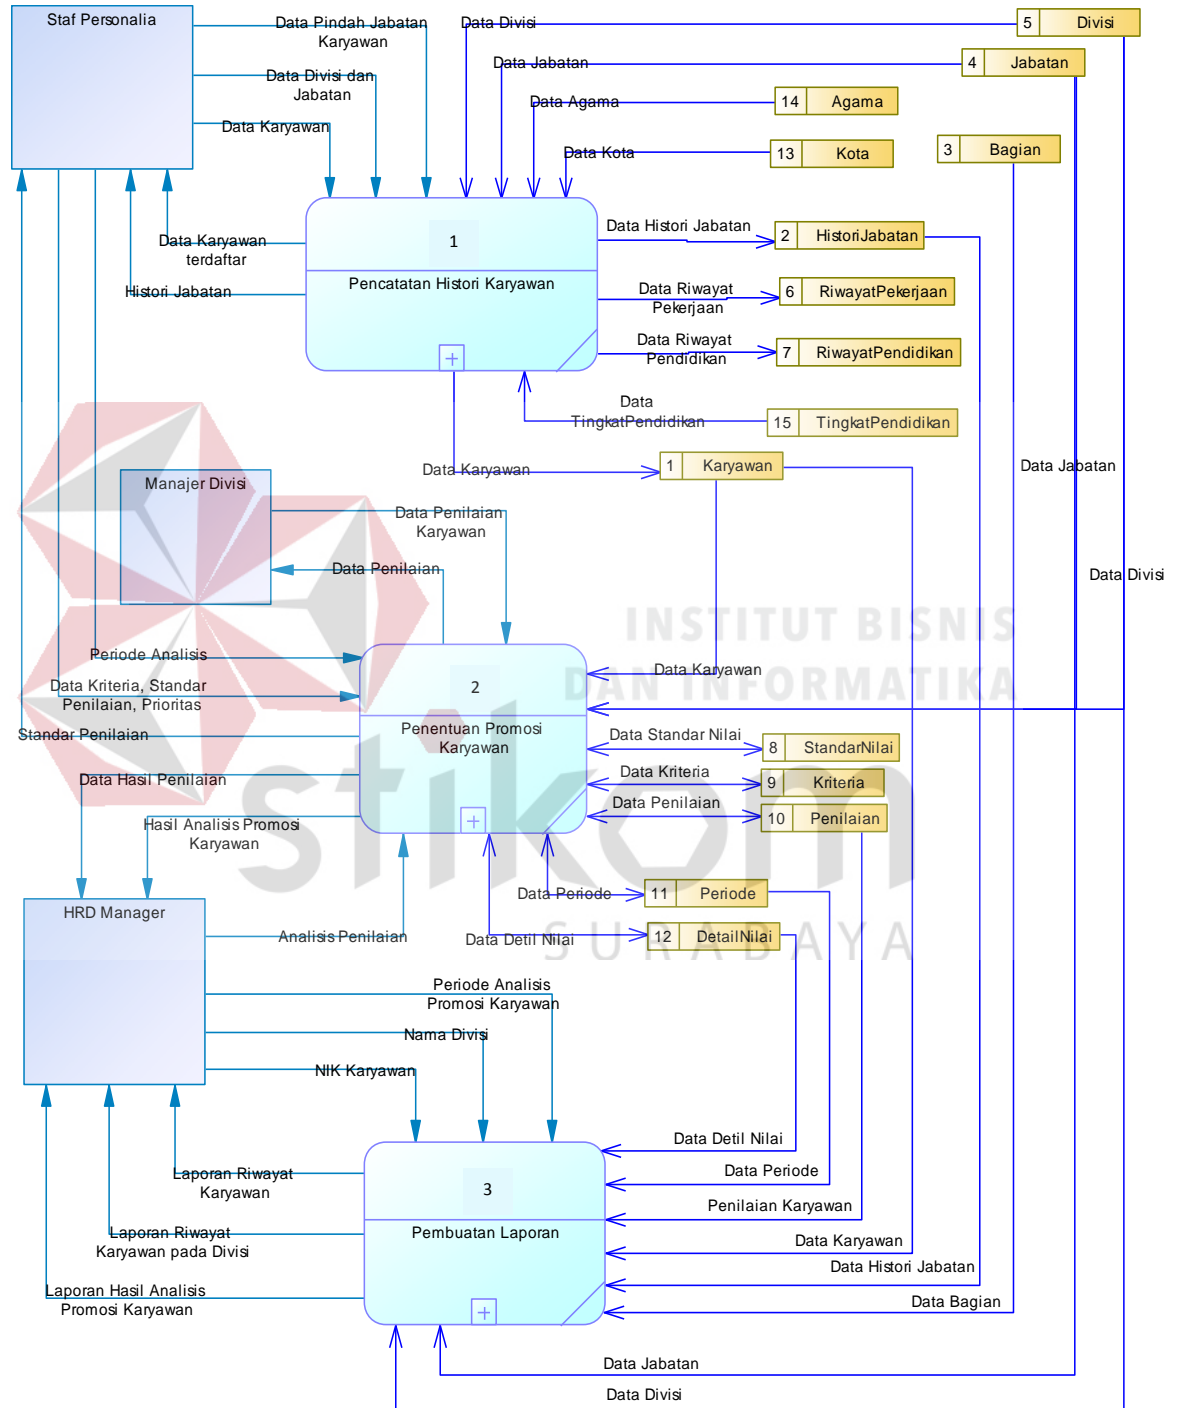 Staf Personalia
Data Pindah Jabatan
Karyawan
Data Divisi dan
Jabatan
Data Karyawan
Data Divisi
Data Jabatan
Data Agama
Data Kota
5 Divisi
4 Jabatan
14 Agama
13 Kota
3 Bagian
Data Karyawan
terdaftar
Histori Jabatan
1
Pencatatan Histori Karyawan
Data Histori Jabatan
2 HistoriJabatan
Data Riwayat
Pekerjaan
6 RiwayatPekerjaan
Data Riwayat
Pendidikan
7 RiwayatPendidikan
Data
TingkatPendidikan
15 TingkatPendidikan
Data Karyawan
1 Karyawan
Data Jabatan
Manajer Divisi
Data Penilaian
Karyawan
Data Penilaian
Data Divisi
INSTITUT BISNIS
DAN INFORMATIKA
Periode Analisis
Data Kriteria, Standar
Penilaian, Prioritas
Standar Penilaian
Data Hasil Penilaian
Hasil Analisis Promosi
Karyawan
2
Penentuan Promosi
Karyawan
Data Karyawan
Data Standar Nilai
8 StandarNilai
Data Kriteria
9 Kriteria
Data Penilaian
10 Penilaian
stikom
SURABAYA
Data Periode
11 Periode
Data Detil Nilai
12 DetailNilai
HRD Manager
Analisis Penilaian
Periode Analisis
Promosi Karyawan
Nama Divisi
NIK Karyawan
Laporan Riwayat
Karyawan
Laporan Riwayat
Karyawan pada Divisi
Laporan Hasil Analisis
Promosi Karyawan
3
Pembuatan Laporan
Data Detil Nilai
Data Periode
Penilaian Karyawan
Data Karyawan
Data Histori Jabatan
Data Bagian
Data Jabatan
Data Divisi